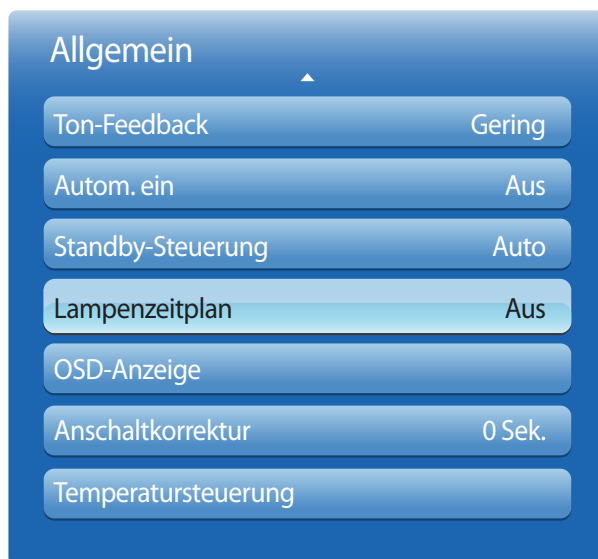 Allgemein
Ton-Feedback Gering
Autom. ein Aus
Standby-Steuerung Auto
Lampenzeitplan Aus
OSD-Anzeige
Anschaltkorrektur 0 Sek.
Temperatursteuerung